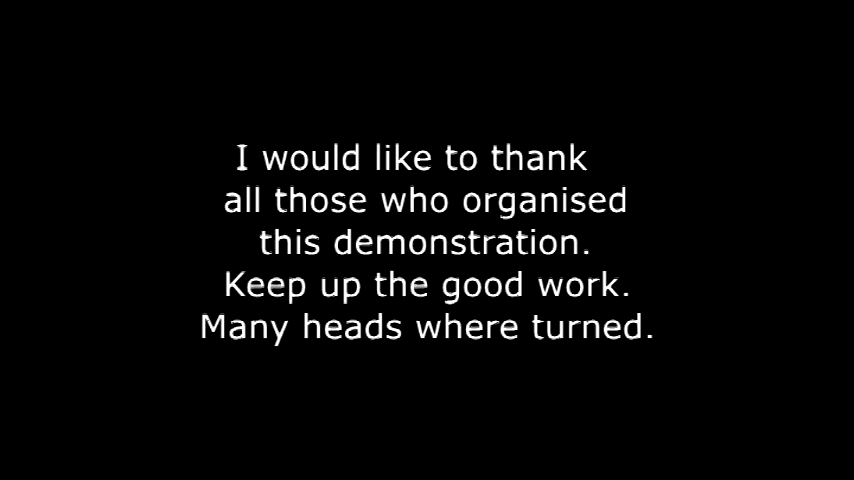 I would like to thank
all those who organised
this demonstration.
Keep up the good work.
Many heads where turned.